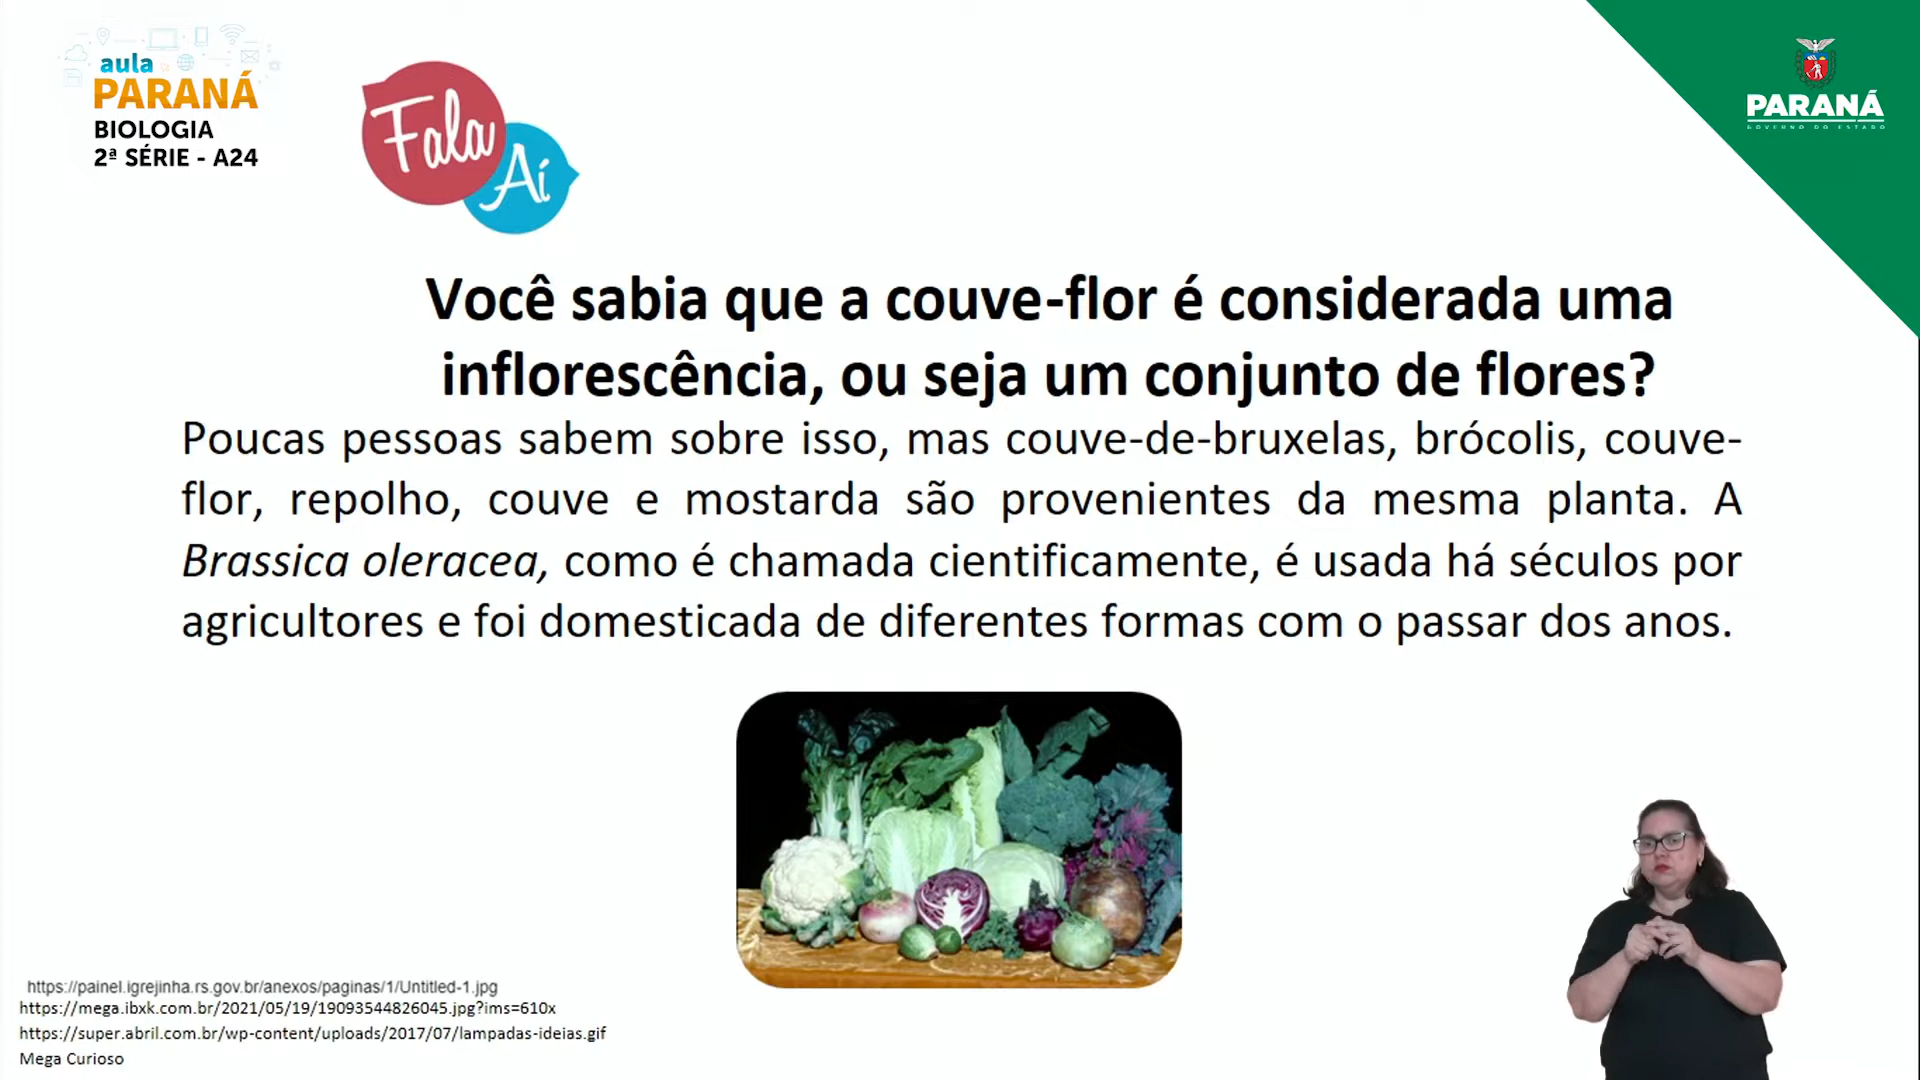 aula
PARANÁ
BIOLOGIA
2ª SÉRIE - A24
Fala
Aí
PARANÁ
GOVERNO DO ESTADO
Você sabia que a couve-flor é considerada uma
inflorescência, ou seja um conjunto de flores?
Poucas pessoas sabem sobre isso, mas couve-de-bruxelas, brócolis, couve-
flor, repolho, couve e mostarda são provenientes da mesma planta. A
Brassica oleracea, como é chamada cientificamente, é usada há séculos por
agricultores e foi domesticada de diferentes formas com o passar dos anos.
https://painel.igrejinha.rs.gov.br/anexos/paginas/1/Untitled-1.jpg
https://mega.ibxk.com.br/2021/05/19/19093544826045.jpg?ims=610x
https://super.abril.com.br/wp-content/uploads/2017/07/lampadas-ideias.gif
Mega Curioso